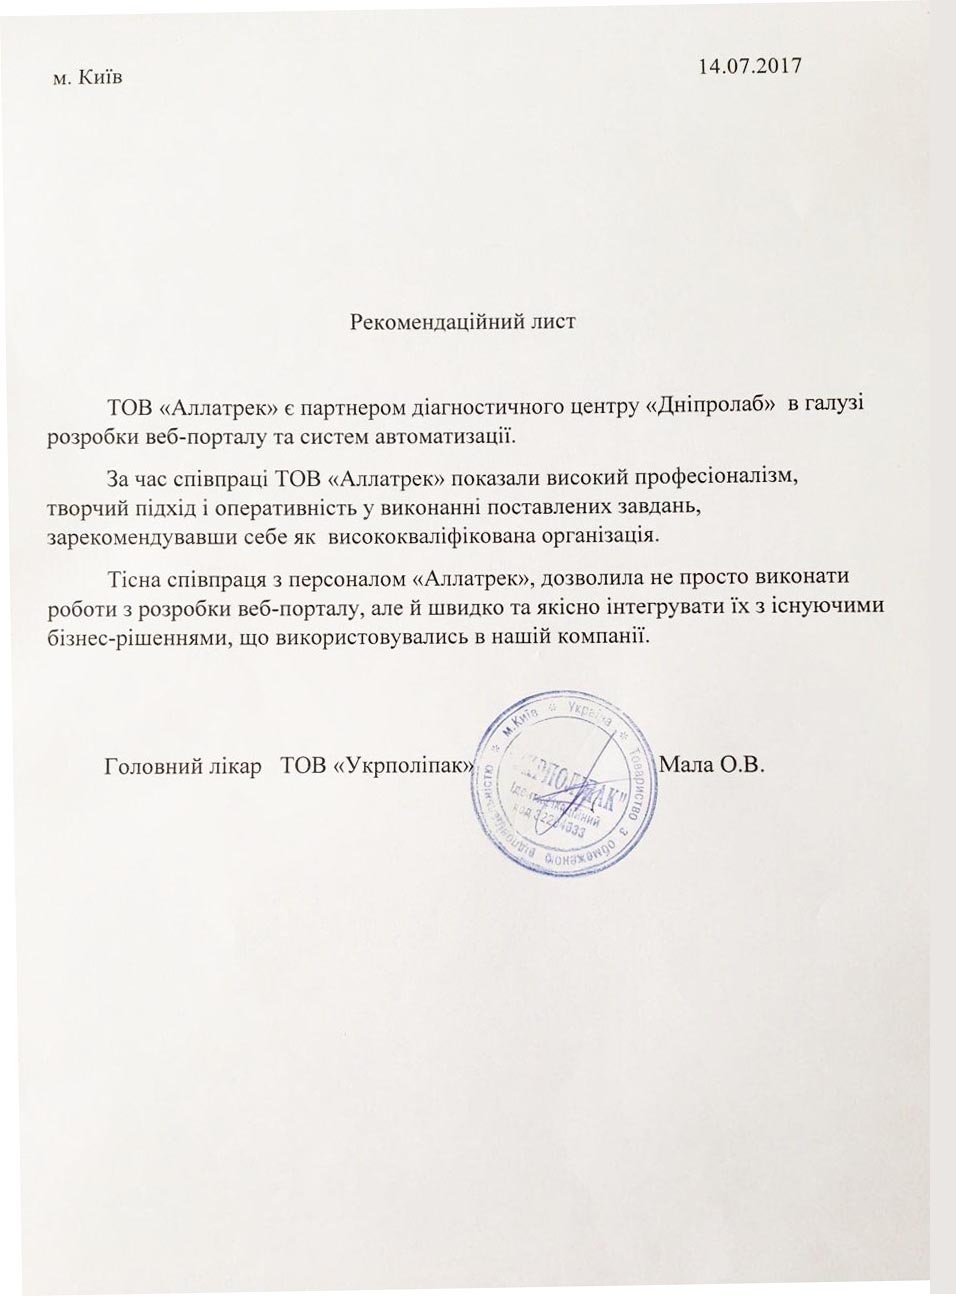 м. Київ
14.07.2017
Рекомендаційний лист
ТОВ «Аллатрек» є партнером діагностичного центру «Дніпролаб» в галузі
розробки веб-порталу та систем автоматизації.
За час співпраці ТОВ «Аллатрек» показали високий професіоналізм,
творчий підхід і оперативність у виконанні поставлених завдань,
зарекомендувавши себе як висококваліфікована організація.
Тісна співпраця з персоналом «Аллатрек», дозволила не просто виконати
роботи з розробки веб-порталу, але й швидко та якісно інтегрувати їх з існуючими
бізнес-рішеннями, що використовувались в нашій компанії.
Головний лікар ТОВ «Укрполіпак» Мала О.В.
м.Київ Україна Товариство з обмеженою відповідальністю
Ідентифікаційний
код